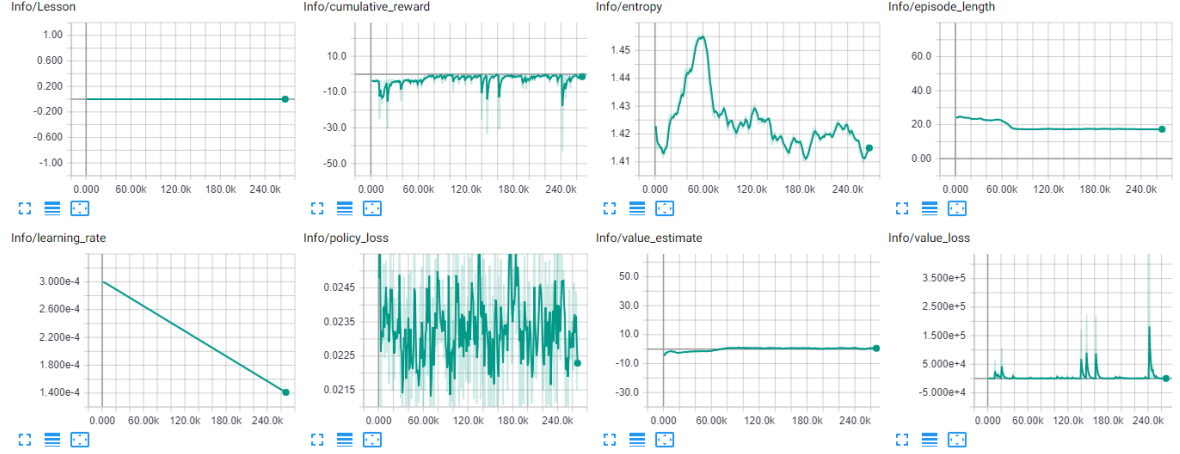 Info/Lesson
1.00
0.600
0.200
-0.200
-0.600
-1.00
0.000 60.00k 120.0k 180.0k 240.0k
Info/cumulative_reward
10.0
-10.0
-30.0
-50.0
0.000 60.00k 120.0k 180.0k 240.0k
Info/entropy
1.45
1.44
1.43
1.42
1.41
0.000 60.00k 120.0k 180.0k 240.0k
Info/episode_length
60.0
40.0
20.0
0.00
0.000 60.00k 120.0k 180.0k 240.0k
Info/learning_rate
3.000e-4
2.600e-4
2.200e-4
1.800e-4
1.400e-4
0.000 60.00k 120.0k 180.0k 240.0k
Info/policy_loss
0.0245
0.0235
0.0225
0.0215
0.000 60.00k 120.0k 180.0k 240.0k
Info/value_estimate
50.0
30.0
10.0
-10.0
-30.0
0.000 60.00k 120.0k 180.0k 240.0k
Info/value_loss
3.500e+5
2.500e+5
1.500e+5
5.000e+4
-5.000e+4
0.000 60.00k 120.0k 180.0k 240.0k